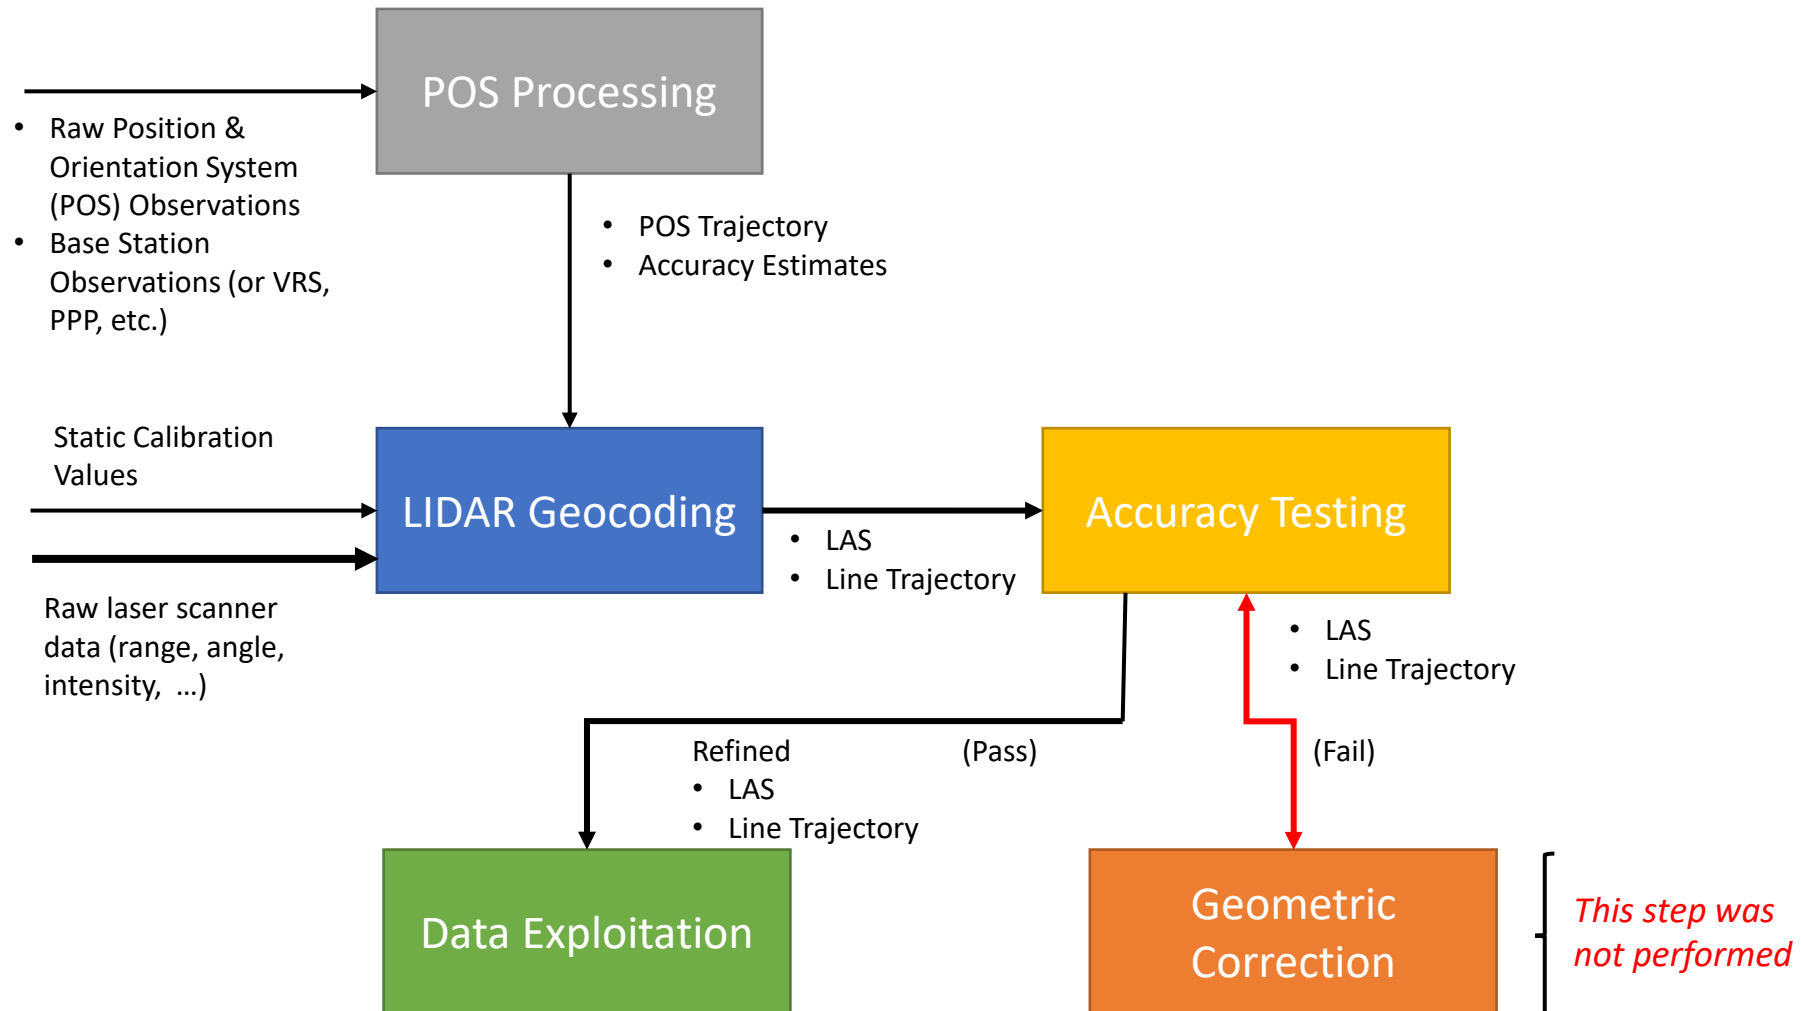 POS Processing
• Raw Position &
Orientation System
(POS) Observations
• Base Station
Observations (or VRS,
PPP, etc.)
• POS Trajectory
• Accuracy Estimates
Static Calibration
Values
LIDAR Geocoding
Accuracy Testing
• LAS
• Line Trajectory
Raw laser scanner
data (range, angle,
intensity, ...)
• LAS
• Line Trajectory
Refined
(Pass)
(Fail)
• LAS
• Line Trajectory
Data Exploitation
Geometric
Correction
This step was
not performed